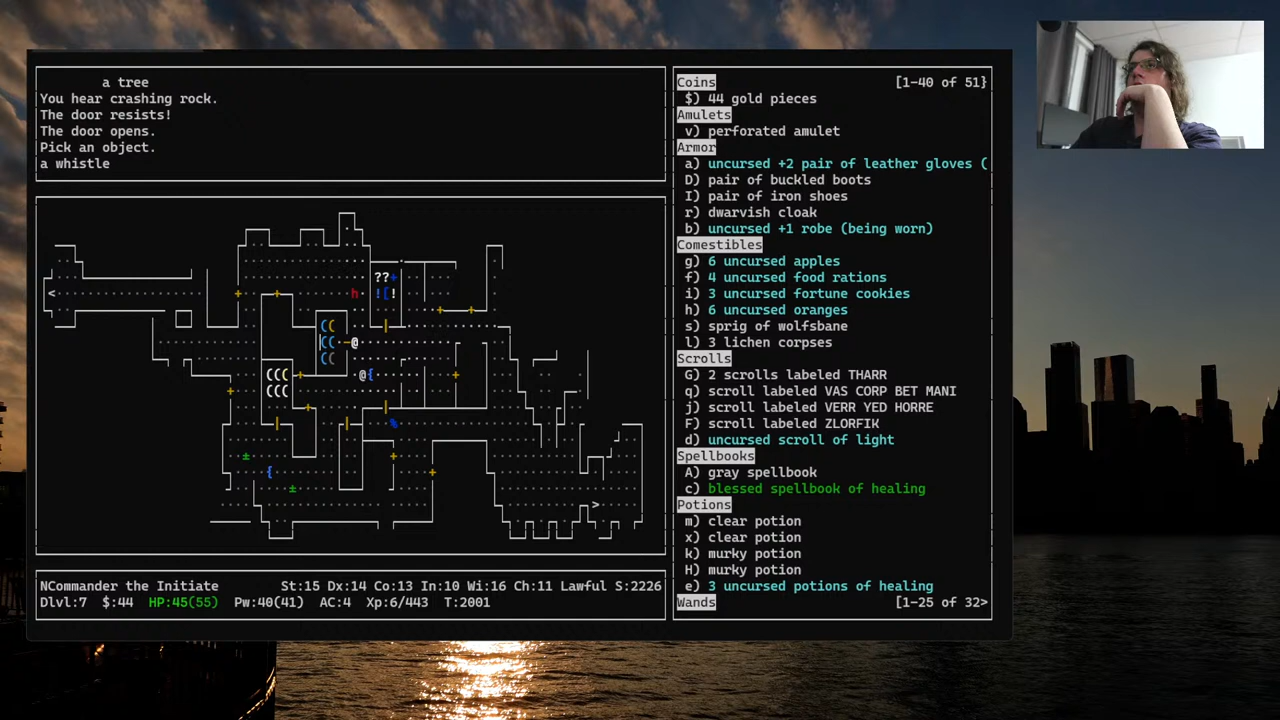 a tree
You hear crashing rock.
The door resists!
The door opens.
Pick an object.
a whistle
NCommander the Initiate St:15 Dx:14 Co:13 In:10 Wi:16 Ch:11 Lawful S:2226
Dlvl:7 $:44 HP:45(55) Pw:40(41) AC:4 Xp:6/443 T:2001
Coins [1-40 of 51}
$) 44 gold pieces
Amulets
v) perforated amulet
Armor
a) uncursed +2 pair of leather gloves (
D) pair of buckled boots
I) pair of iron shoes
r) dwarvish cloak
b) uncursed +1 robe (being worn)
Comestibles
g) 6 uncursed apples
f) 4 uncursed food rations
i) 3 uncursed fortune cookies
h) 6 uncursed oranges
s) sprig of wolfsbane
l) 3 lichen corpses
Scrolls
G) 2 scrolls labeled THARR
q) scroll labeled VAS CORP BET MANI
j) scroll labeled VERR YED HORRE
F) scroll labeled ZLORFIK
d) uncursed scroll of light
Spellbooks
A) gray spellbook
c) blessed spellbook of healing
Potions
m) clear potion
x) clear potion
k) murky potion
H) murky potion
e) 3 uncursed potions of healing
Wands [1-25 of 32>